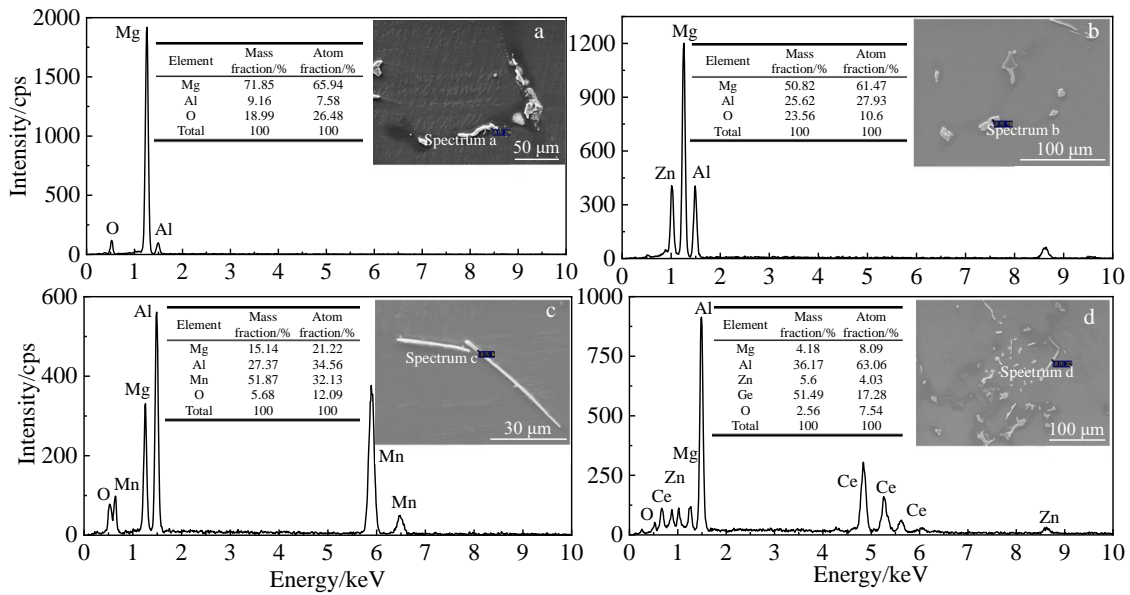 a
Intensity/cps
2000
1500
1000
500
0
Mg
O
Al
Element Mass fraction/% Atom fraction/%
Mg 71.85 65.94
Al 9.16 7.58
O 18.99 26.48
Total 100 100
Spectrum a
50 μm
0 1 2 3 4 5 6 7 8 9 10
b
1200
900
600
300
0
Mg
Zn
Al
Element Mass fraction/% Atom fraction/%
Mg 50.82 61.47
Al 25.62 27.93
O 23.56 10.6
Total 100 100
Spectrum b
100 μm
0 1 2 3 4 5 6 7 8 9 10
c
Intensity/cps
600
400
200
0
Al
Mg
O
Mn
Mn
Mn
Element Mass fraction/% Atom fraction/%
Mg 15.14 21.22
Al 27.37 34.56
Mn 51.87 32.13
O 5.68 12.09
Total 100 100
Spectrum c
30 μm
0 1 2 3 4 5 6 7 8 9 10
Energy/keV
d
1000
750
500
250
0
Al
Mg
Zn
Ce
O
Ce
Ce
Ce
Zn
Element Mass fraction/% Atom fraction/%
Mg 4.18 8.09
Al 36.17 63.06
Zn 5.6 4.03
Ge 51.49 17.28
O 2.56 7.54
Total 100 100
Spectrum d
100 μm
0 1 2 3 4 5 6 7 8 9 10
Energy/keV